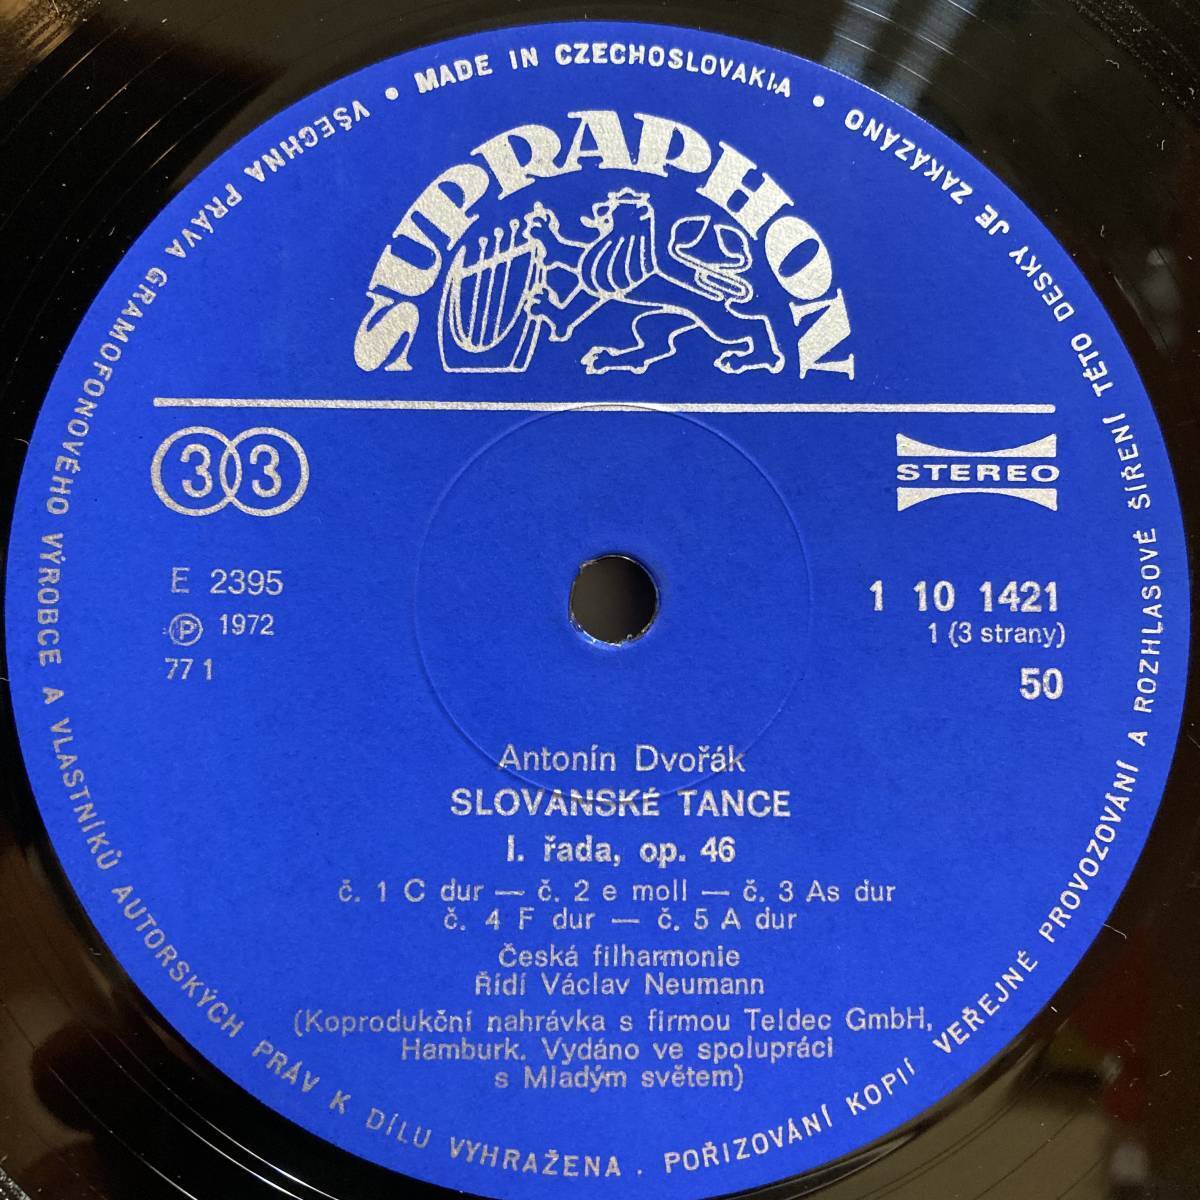 MADE IN CZECHOSLOVAKIA •
VŠECHNA PRÁVA GRAMOFONOVÉHO VÝROBCE A VLASTNÍKŮ AUTORSKÝCH PRÁV K DÍLU VYHRAŽENA . POŘIZOVÁNÍ KOPIÍ VEŘEJNÉ PROVOZOVÁNÍ A ROZHLASOVÉ ŠÍŘENÍ TÉTO DESKY JE ZAKÁZÁNO •
SUPRAPHON
33
STEREO
E 2395
Ⓟ 1972
77 1
1 10 1421
1 (3 strany)
50
Antonín Dvořák
SLOVANSKÉ TANCE
I. řada, op. 46
č. 1 C dur — č. 2 e moll — č. 3 As dur
č. 4 F dur — č. 5 A dur
Česká filharmonie
Řídí Václav Neumann
(Koprodukční nahrávka s firmou Teldec GmbH,
Hamburk. Vydáno ve spolupráci
s Mladým světem)